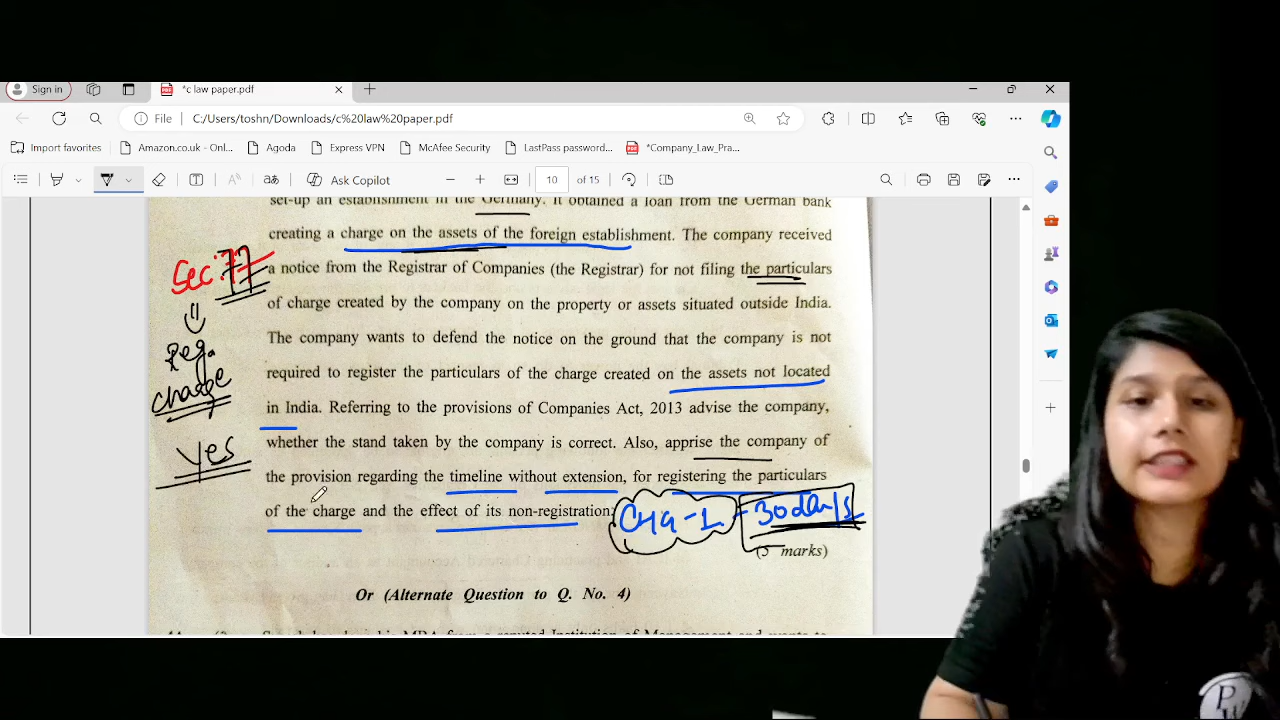 Sign in
*c law paper.pdf
File C:/Users/toshn/Downloads/c%20law%20paper.pdf
Import favorites Amazon.co.uk - Onl... Agoda Express VPN McAfee Security LastPass password... *Company_Law_Pra...
Ask Copilot 10 of 15
set-up an establishment in the Germany. It obtained a loan from the German bank
creating a charge on the assets of the foreign establishment. The company received
Sec: 77
a notice from the Registrar of Companies (the Registrar) for not filing the particulars
of charge created by the company on the property or assets situated outside India.
The company wants to defend the notice on the ground that the company is not
Reg.
required to register the particulars of the charge created on the assets not located
charge
in India. Referring to the provisions of Companies Act, 2013 advise the company,
whether the stand taken by the company is correct. Also, apprise the company of
Yes
the provision regarding the timeline without extension, for registering the particulars
of the charge and the effect of its non-registration.
CHG-1 - 30 days
marks)
Or (Alternate Question to Q. No. 4)